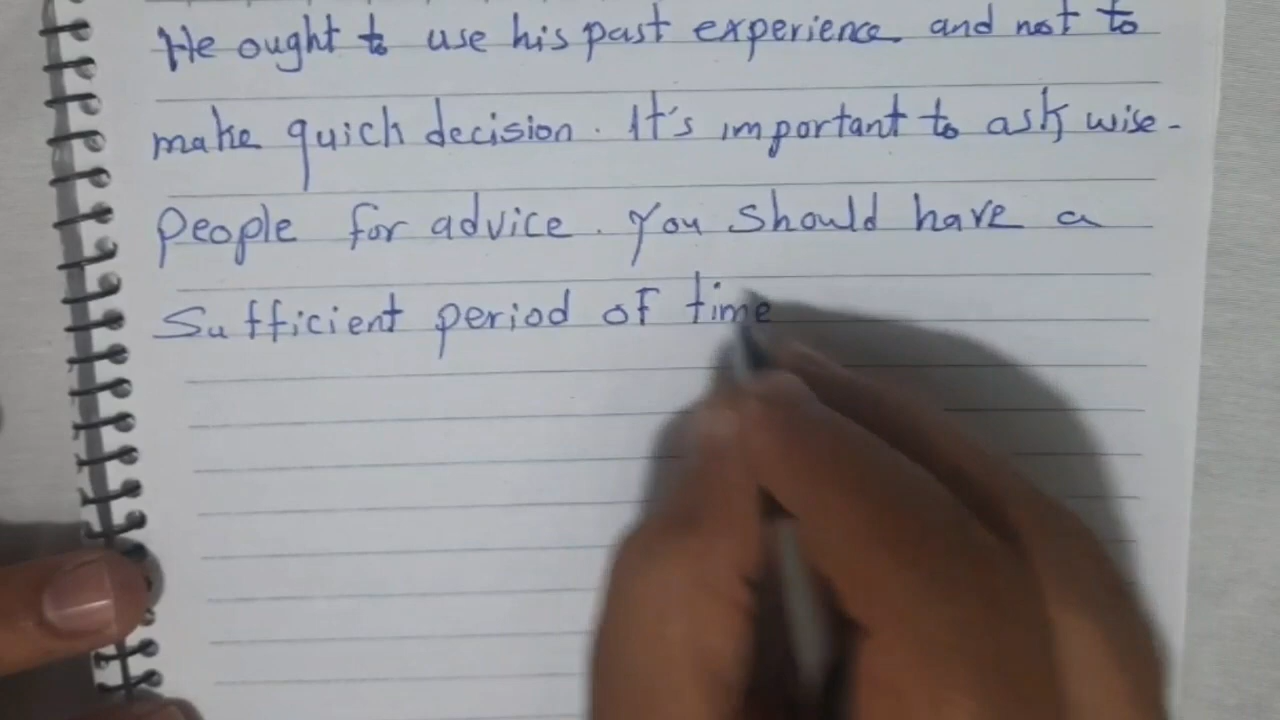 He ought to use his past experience and not to
make quick decision. It's important to ask wise-
people for advice. You should have a
sufficient period of time